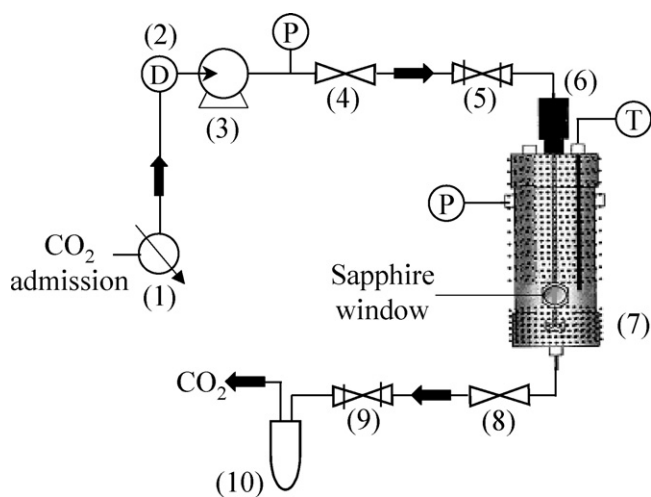 (2)
P
D
(3)
(4)
(5)
(6)
T
P
CO₂
admission
(1)
Sapphire
window
(7)
CO₂
(8)
(9)
(10)